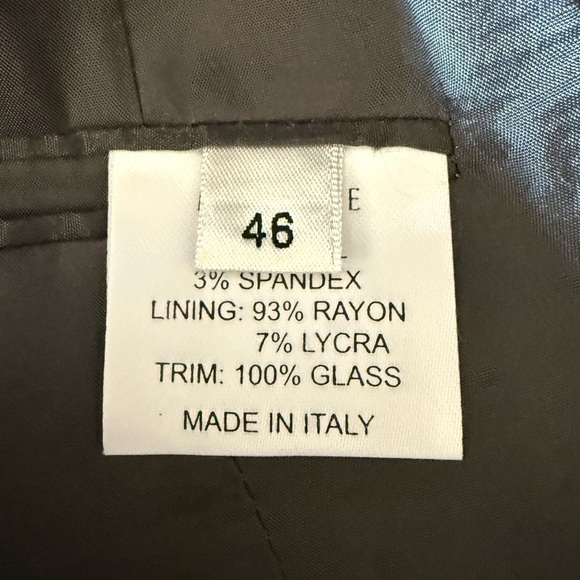 46
3% SPANDEX
LINING: 93% RAYON
7% LYCRA
TRIM: 100% GLASS
MADE IN ITALY